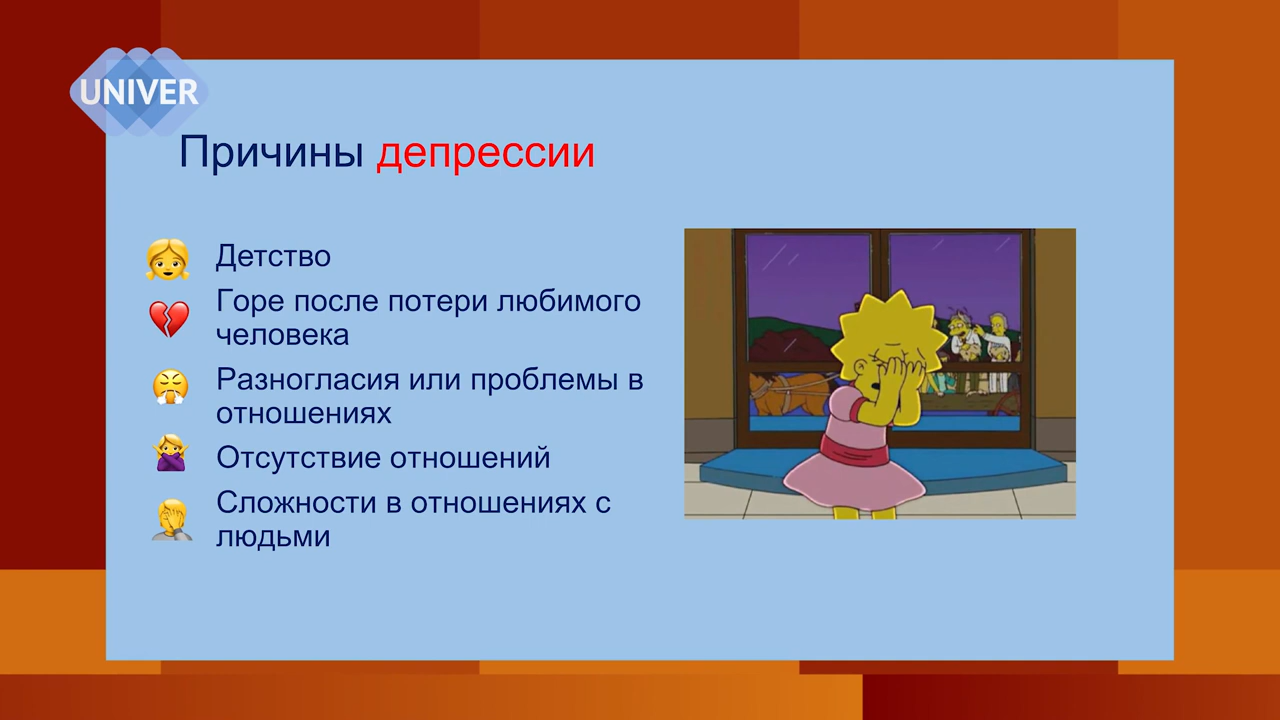 UNIVER
Причины депрессии
Детство
Горе после потери любимого
человека
Разногласия или проблемы в
отношениях
Отсутствие отношений
Сложности в отношениях с
людьми